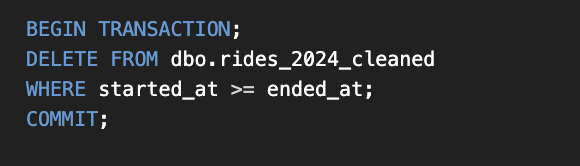 BEGIN TRANSACTION;
DELETE FROM dbo.rides_2024_cleaned
WHERE started_at >= ended_at;
COMMIT;